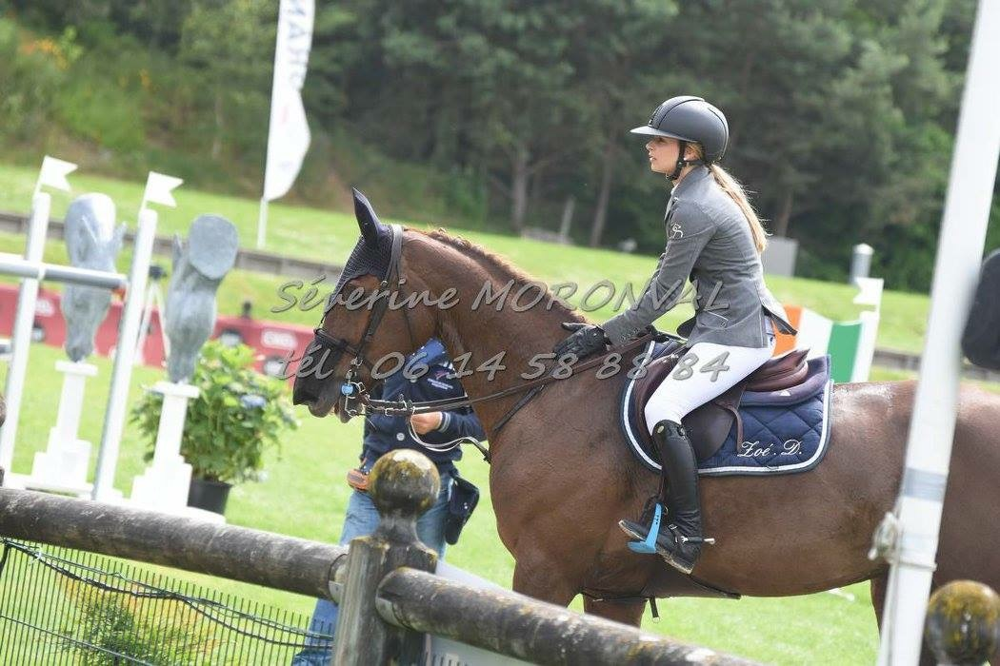 Séverine MORONVAL
tél. 06 14 58 88 84
Zoé . D.